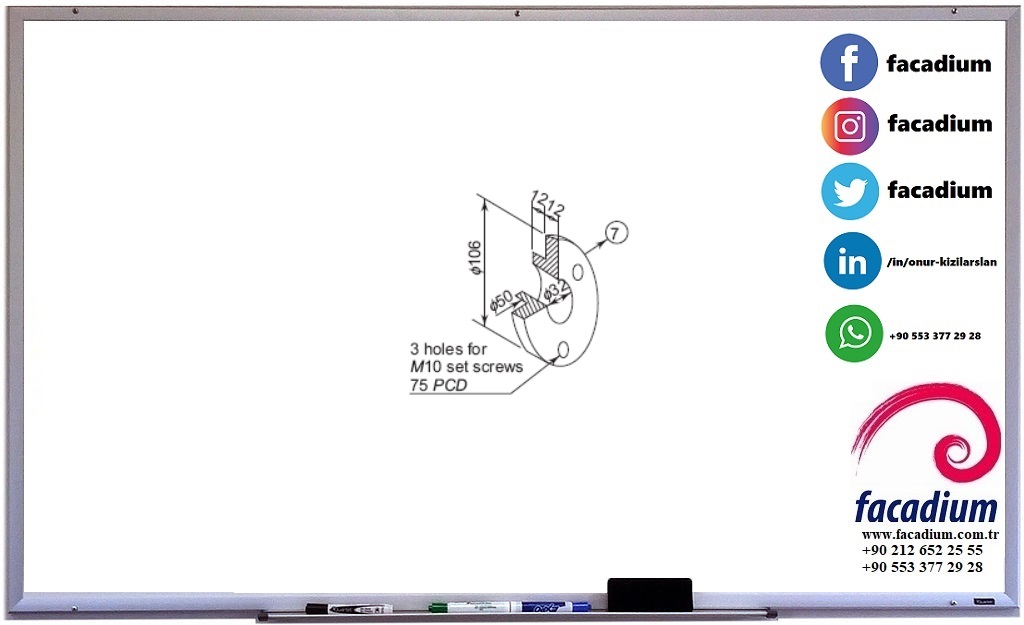 facadium
facadium
facadium
in /in/onur-kizilarslan
+90 553 377 29 28
1212
7
ϕ106
ϕ50
ϕ32
3 holes for
M10 set screws
75 PCD
facadium
www.facadium.com.tr
+90 212 652 25 55
+90 553 377 29 28